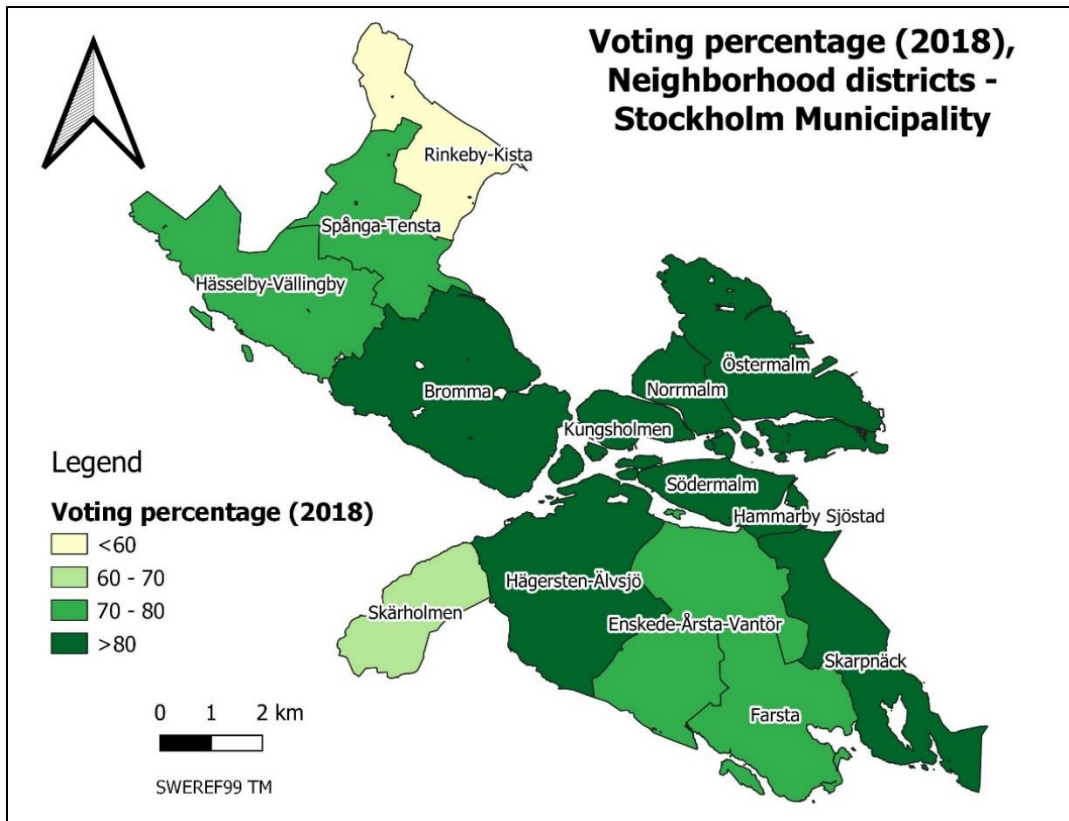 Voting percentage (2018),
Neighborhood districts -
Stockholm Municipality
Rinkeby-Kista
Spånga-Tensta
Hässelby-Vällingby
Bromma
Östermalm
Norrmalm
Kungsholmen
Södermalm
Hammarby Sjöstad
Hägersten-Älvsjö
Enskede-Årsta-Vantör
Skärholmen
Skarpnäck
Farsta
Legend
Voting percentage (2018)
<60
60 - 70
70 - 80
>80
0 1 2 km
SWEREF99 TM